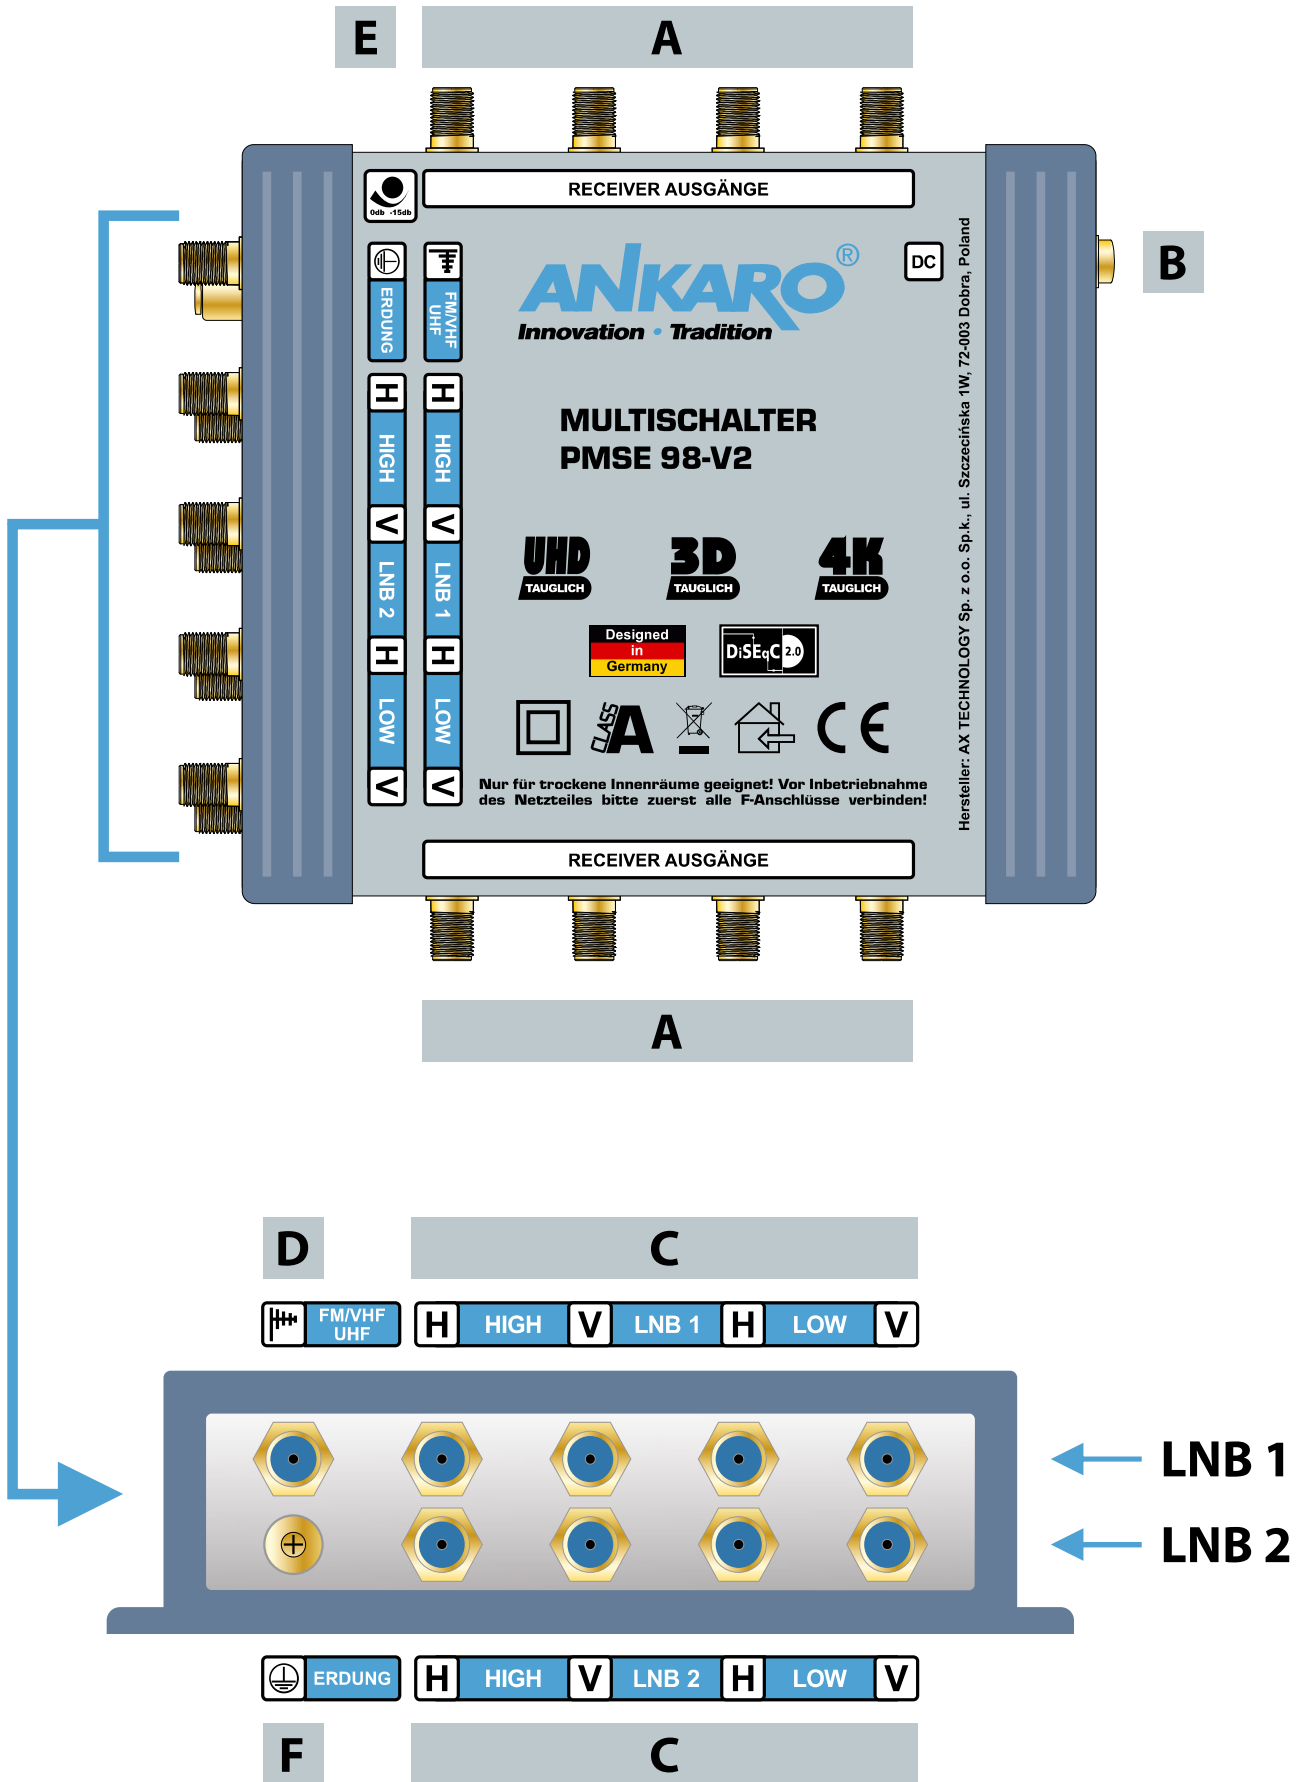 E
A
RECEIVER AUSGÄNGE
0db -15db
ANKARO®
Innovation • Tradition
DC
B
ERDUNG
FM/VHF
UHF
H
HIGH
V
LNB 2
H
LOW
V
H
HIGH
V
LNB 1
H
LOW
V
MULTISCHALTER
PMSE 98-V2
UHD
TAUGLICH
3D
TAUGLICH
4K
TAUGLICH
Designed
in
Germany
DiSEqC 2.0
CLASS A
CE
Nur für trockene Innenräume geeignet! Vor Inbetriebnahme
des Netzteiles bitte zuerst alle F-Anschlüsse verbinden!
Hersteller: AX TECHNOLOGY Sp. z o.o. Sp.k., ul. Szczecińska 1W, 72-003 Dobra, Poland
RECEIVER AUSGÄNGE
A
D
C
FM/VHF
UHF
H HIGH V LNB 1 H LOW V
LNB 1
LNB 2
ERDUNG
H HIGH V LNB 2 H LOW V
F
C